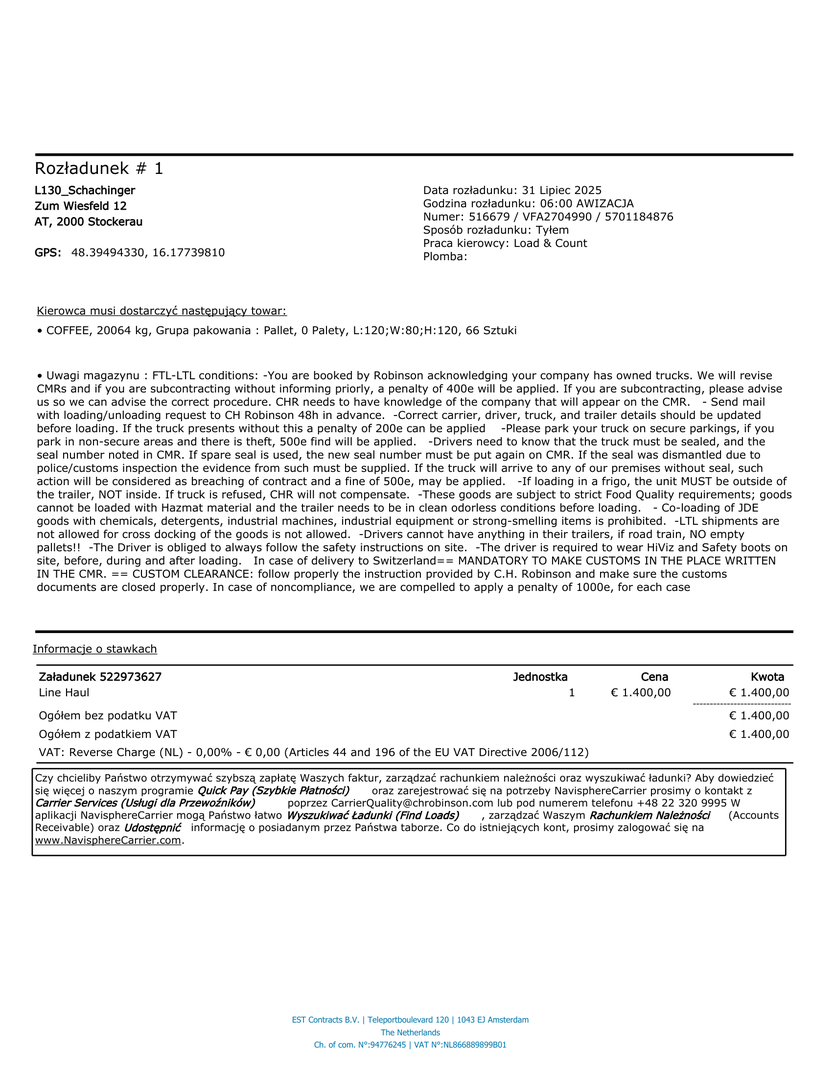 Rozładunek # 1
L130_Schachinger
Zum Wiesfeld 12
AT, 2000 Stockerau
GPS: 48.39494330, 16.17739810
Data rozładunku: 31 Lipiec 2025
Godzina rozładunku: 06:00 AWIZACJA
Numer: 516679 / VFA2704990 / 5701184876
Sposób rozładunku: Tyłem
Praca kierowcy: Load & Count
Plomba:
Kierowca musi dostarczyć następujący towar:
• COFFEE, 20064 kg, Grupa pakowania : Pallet, 0 Palety, L:120;W:80;H:120, 66 Sztuki
• Uwagi magazynu : FTL-LTL conditions: -You are booked by Robinson acknowledging your company has owned trucks. We will revise
CMRs and if you are subcontracting without informing priorly, a penalty of 400e will be applied. If you are subcontracting, please advise
us so we can advise the correct procedure. CHR needs to have knowledge of the company that will appear on the CMR. - Send mail
with loading/unloading request to CH Robinson 48h in advance. -Correct carrier, driver, truck, and trailer details should be updated
before loading. If the truck presents without this a penalty of 200e can be applied -Please park your truck on secure parkings, if you
park in non-secure areas and there is theft, 500e find will be applied. -Drivers need to know that the truck must be sealed, and the
seal number noted in CMR. If spare seal is used, the new seal number must be put again on CMR. If the seal was dismantled due to
police/customs inspection the evidence from such must be supplied. If the truck will arrive to any of our premises without seal, such
action will be considered as breaching of contract and a fine of 500e, may be applied. -If loading in a frigo, the unit MUST be outside of
the trailer, NOT inside. If truck is refused, CHR will not compensate. -These goods are subject to strict Food Quality requirements; goods
cannot be loaded with Hazmat material and the trailer needs to be in clean odorless conditions before loading. - Co-loading of JDE
goods with chemicals, detergents, industrial machines, industrial equipment or strong-smelling items is prohibited. -LTL shipments are
not allowed for cross docking of the goods is not allowed. -Drivers cannot have anything in their trailers, if road train, NO empty
pallets!! -The Driver is obliged to always follow the safety instructions on site. -The driver is required to wear HiViz and Safety boots on
site, before, during and after loading. In case of delivery to Switzerland== MANDATORY TO MAKE CUSTOMS IN THE PLACE WRITTEN
IN THE CMR. == CUSTOM CLEARANCE: follow properly the instruction provided by C.H. Robinson and make sure the customs
documents are closed properly. In case of noncompliance, we are compelled to apply a penalty of 1000e, for each case
Informacje o stawkach
Załadunek 522973627 Jednostka Cena Kwota
Line Haul 1 € 1.400,00 € 1.400,00
Ogółem bez podatku VAT € 1.400,00
Ogółem z podatkiem VAT € 1.400,00
VAT: Reverse Charge (NL) - 0,00% - € 0,00 (Articles 44 and 196 of the EU VAT Directive 2006/112)
Czy chcieliby Państwo otrzymywać szybszą zapłatę Waszych faktur, zarządzać rachunkiem należności oraz wyszukiwać ładunki? Aby dowiedzieć
się więcej o naszym programie Quick Pay (Szybkie Płatności) oraz zarejestrować się na potrzeby NavisphereCarrier prosimy o kontakt z
Carrier Services (Usługi dla Przewoźników) poprzez CarrierQuality@chrobinson.com lub pod numerem telefonu +48 22 320 9995 W
aplikacji NavisphereCarrier mogą Państwo łatwo Wyszukiwać Ładunki (Find Loads) , zarządzać Waszym Rachunkiem Należności (Accounts
Receivable) oraz Udostępnić informację o posiadanym przez Państwa taborze. Co do istniejących kont, prosimy zalogować się na
www.NavisphereCarrier.com.
EST Contracts B.V. | Teleportboulevard 120 | 1043 EJ Amsterdam
The Netherlands
Ch. of com. N°:94776245 | VAT N°:NL866889899B01